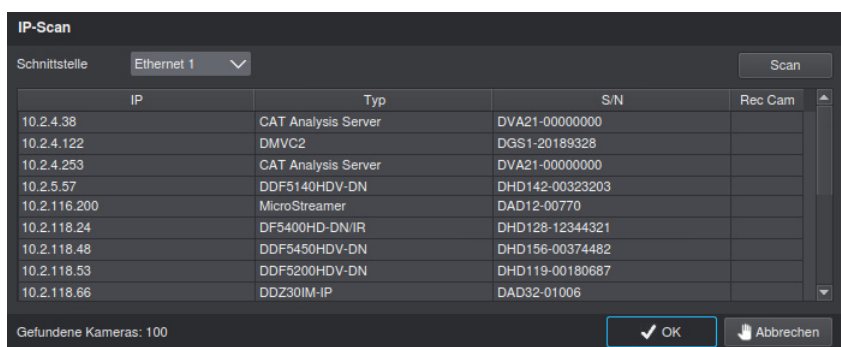 IP-Scan
Schnittstelle Ethernet 1 Scan
IP Typ S/N Rec Cam
10.2.4.38 CAT Analysis Server DVA21-00000000
10.2.4.122 DMVC2 DGS1-20189328
10.2.4.253 CAT Analysis Server DVA21-00000000
10.2.5.57 DDF5140HDV-DN DHD142-00323203
10.2.116.200 MicroStreamer DAD12-00770
10.2.118.24 DF5400HD-DN/IR DHD128-12344321
10.2.118.48 DDF5450HDV-DN DHD156-00374482
10.2.118.53 DDF5200HDV-DN DHD119-00180687
10.2.118.66 DDZ30IM-IP DAD32-01006
Gefundene Kameras: 100 OK Abbrechen